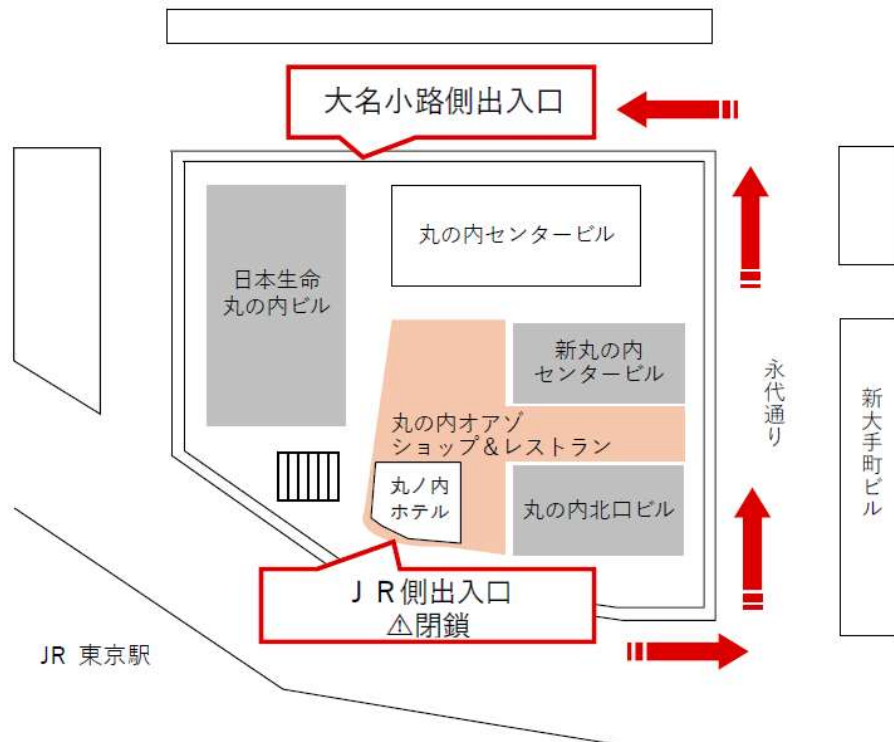 大名小路側出入口
丸の内センタービル
日本生命
丸の内ビル
新丸の内
センタービル
永代通り
新大手町ビル
丸の内オアゾ
ショップ&レストラン
丸ノ内
ホテル
丸の内北口ビル
JR側出入口
⚠閉鎖
JR 東京駅